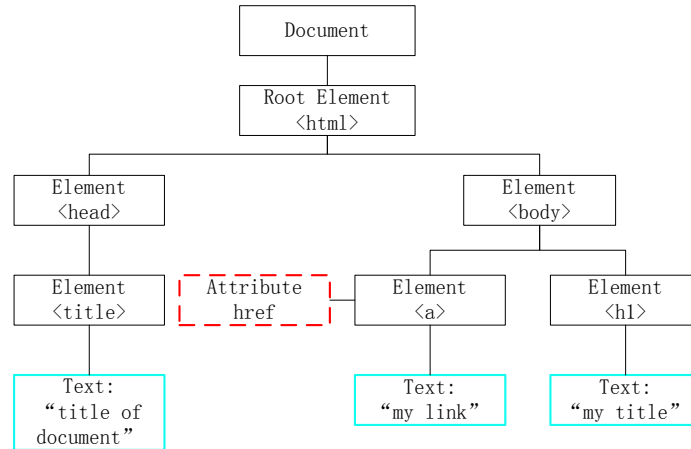 Document
Root Element
<html>
Element
<head>
Element
<body>
Element
<title>
Attribute
href
Element
<a>
Element
<h1>
Text:
“title of
document”
Text:
“my link”
Text:
“my title”